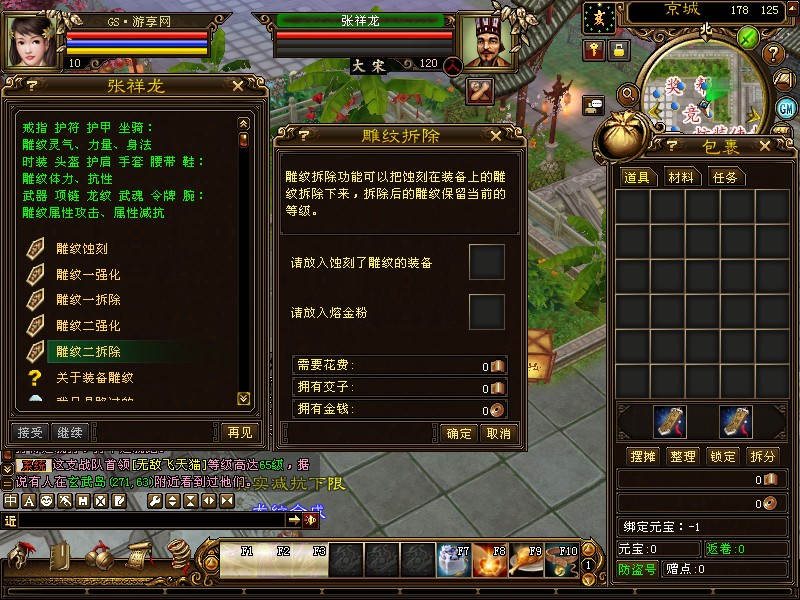 GS·游享网
10
张祥龙
大宋
120
京城
178 125
北
GM
张祥龙
戒指 护符 护甲 坐骑：
雕纹灵气、力量、身法
时装 头盔 护肩 手套 腰带 鞋：
雕纹体力、抗性
武器 项链 龙纹 武魂 令牌 腕：
雕纹属性攻击、属性减抗
雕纹蚀刻
雕纹一强化
雕纹一拆除
雕纹二强化
雕纹二拆除
关于装备雕纹
接受
继续
再见
雕纹拆除
雕纹拆除功能可以把蚀刻在装备上的雕
纹拆除下来，拆除后的雕纹保留当前的
等级。
请放入蚀刻了雕纹的装备
请放入熔金粉
需要花费：
0
拥有交子：
0
拥有金钱：
0
确定
取消
包裹
道具
材料
任务
摆摊
整理
锁定
拆分
0
0
绑定元宝：-1
元宝:0
返卷:0
防盗号
赠点:0
这支战队首领[无敌飞天猫]等级高达65级，据
说有人在玄武岛(271,63)附近看到过他们。
实减抗下限
中
A
近
F1
F2
F3
F7
F8
F9
F10
1